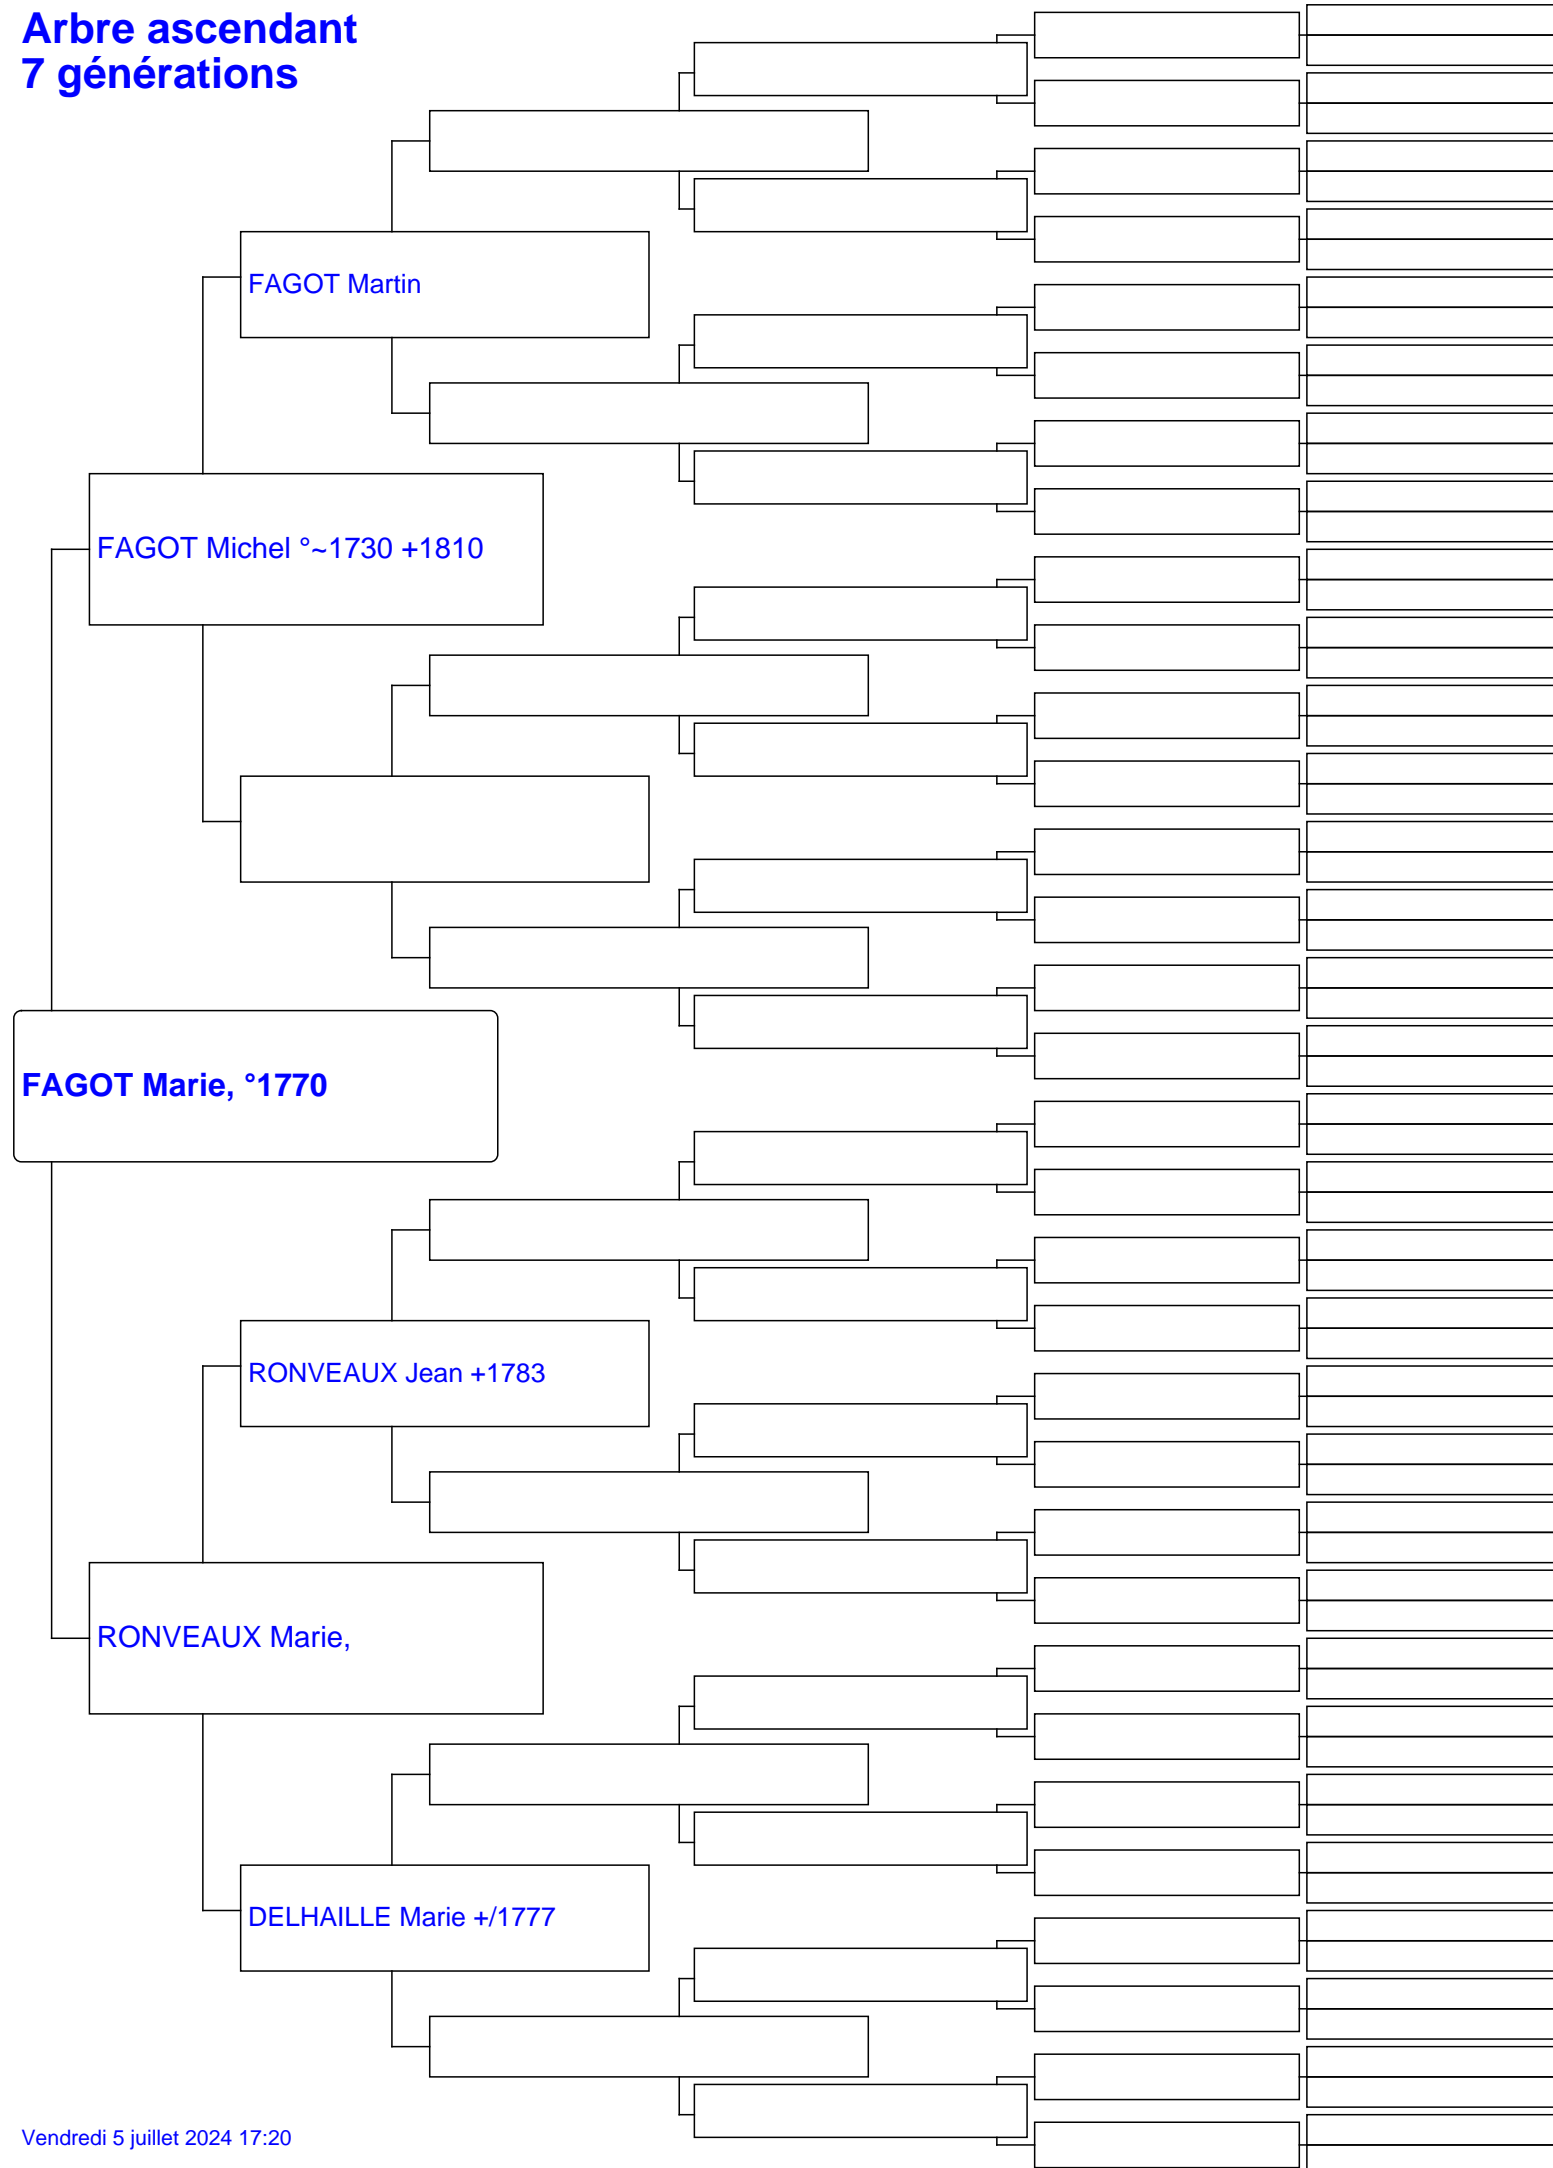 Arbre ascendant
7 générations
FAGOT Martin
FAGOT Michel °~1730 +1810
FAGOT Marie, °1770
RONVEAUX Jean +1783
RONVEAUX Marie,
DELHAILLE Marie +/1777
Vendredi 5 juillet 2024 17:20